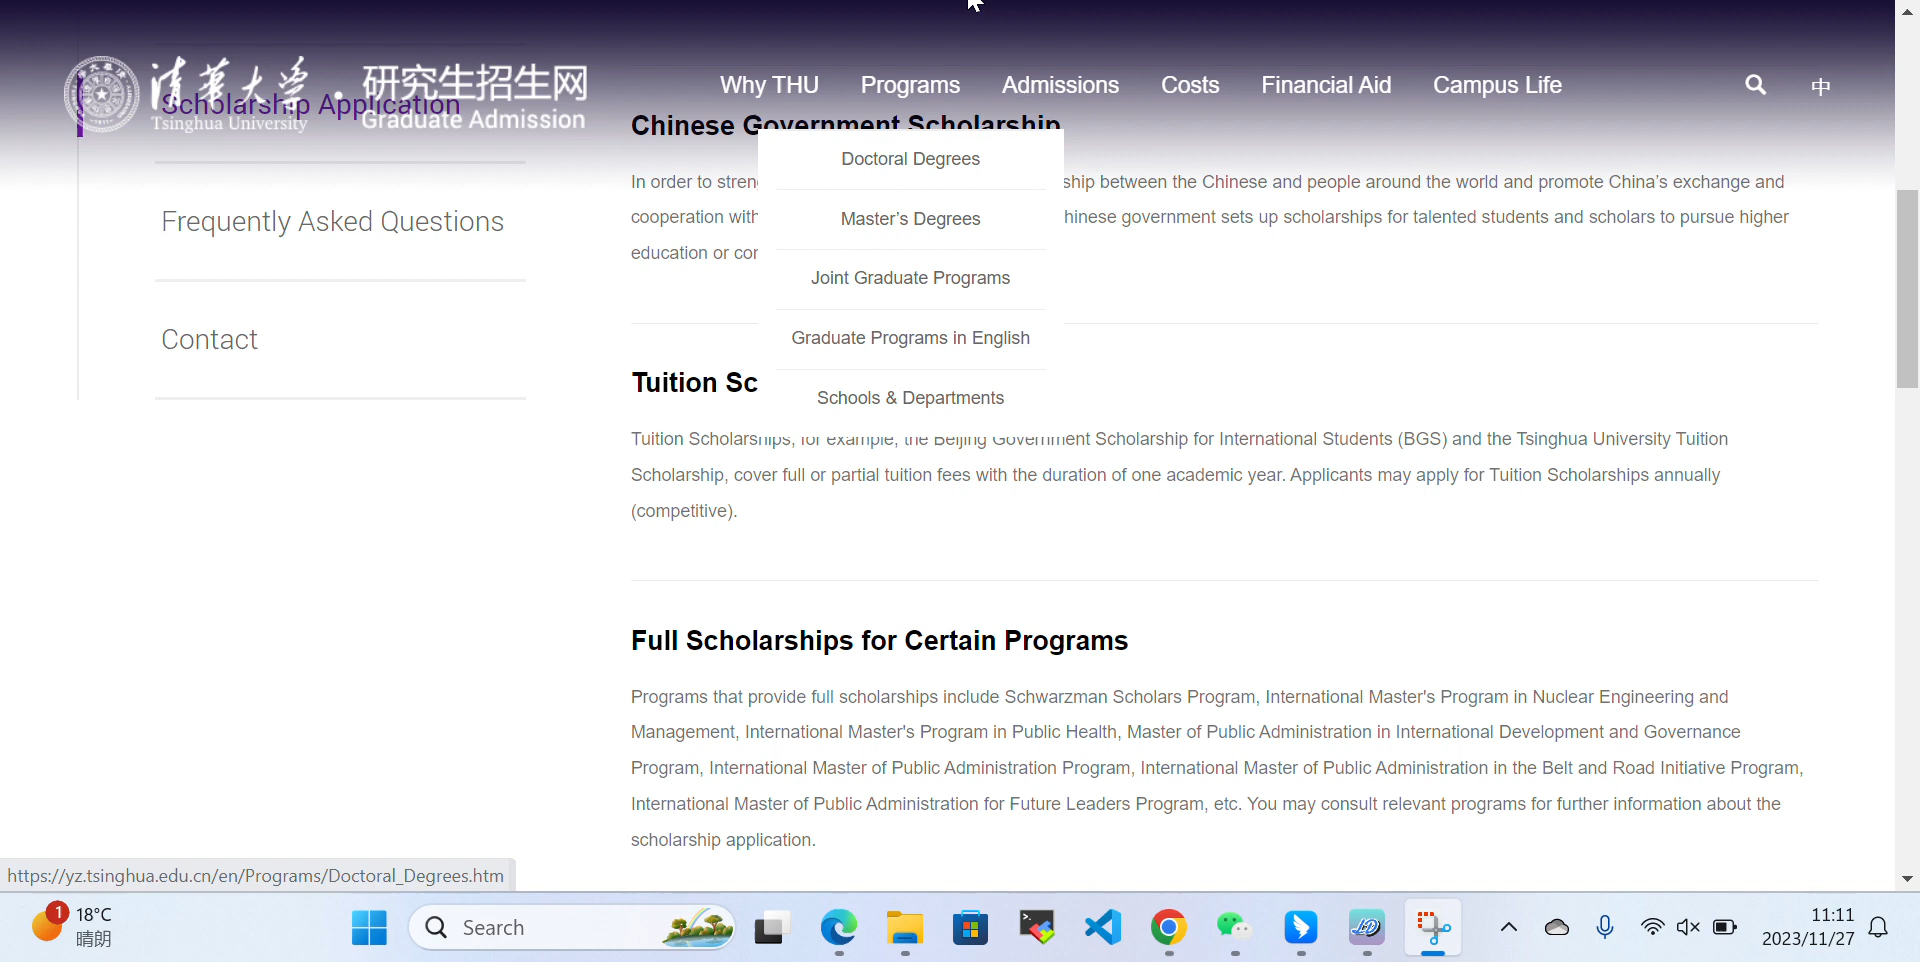 清华大学 · 研究生招生网
Tsinghua University Graduate Admission
Why THU Programs Admissions Costs Financial Aid Campus Life 中
Scholarship Application
Frequently Asked Questions
Contact
Doctoral Degrees
Master’s Degrees
Joint Graduate Programs
Graduate Programs in English
Schools & Departments
Chinese Government Scholarship
In order to stren ship between the Chinese and people around the world and promote China’s exchange and
cooperation with hinese government sets up scholarships for talented students and scholars to pursue higher
education or cor
Tuition Sc
Tuition Scholarships, for example, the Beijing Government Scholarship for International Students (BGS) and the Tsinghua University Tuition
Scholarship, cover full or partial tuition fees with the duration of one academic year. Applicants may apply for Tuition Scholarships annually
(competitive).
Full Scholarships for Certain Programs
Programs that provide full scholarships include Schwarzman Scholars Program, International Master's Program in Nuclear Engineering and
Management, International Master's Program in Public Health, Master of Public Administration in International Development and Governance
Program, International Master of Public Administration Program, International Master of Public Administration in the Belt and Road Initiative Program,
International Master of Public Administration for Future Leaders Program, etc. You may consult relevant programs for further information about the
scholarship application.
https://yz.tsinghua.edu.cn/en/Programs/Doctoral_Degrees.htm
1
18°C
晴朗
Search
11:11
2023/11/27